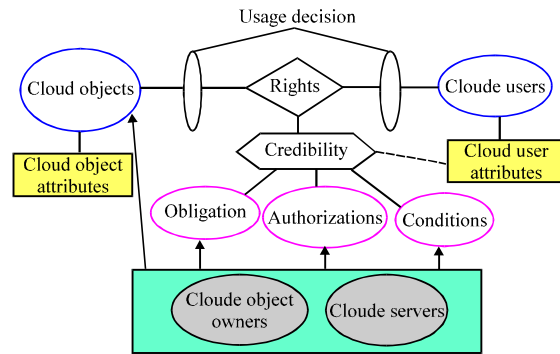 Usage decision
Cloud objects
Rights
Cloude users
Credibility
Cloud object
attributes
Cloud user
attributes
Obligation
Authorizations
Conditions
Cloude object
owners
Cloude servers